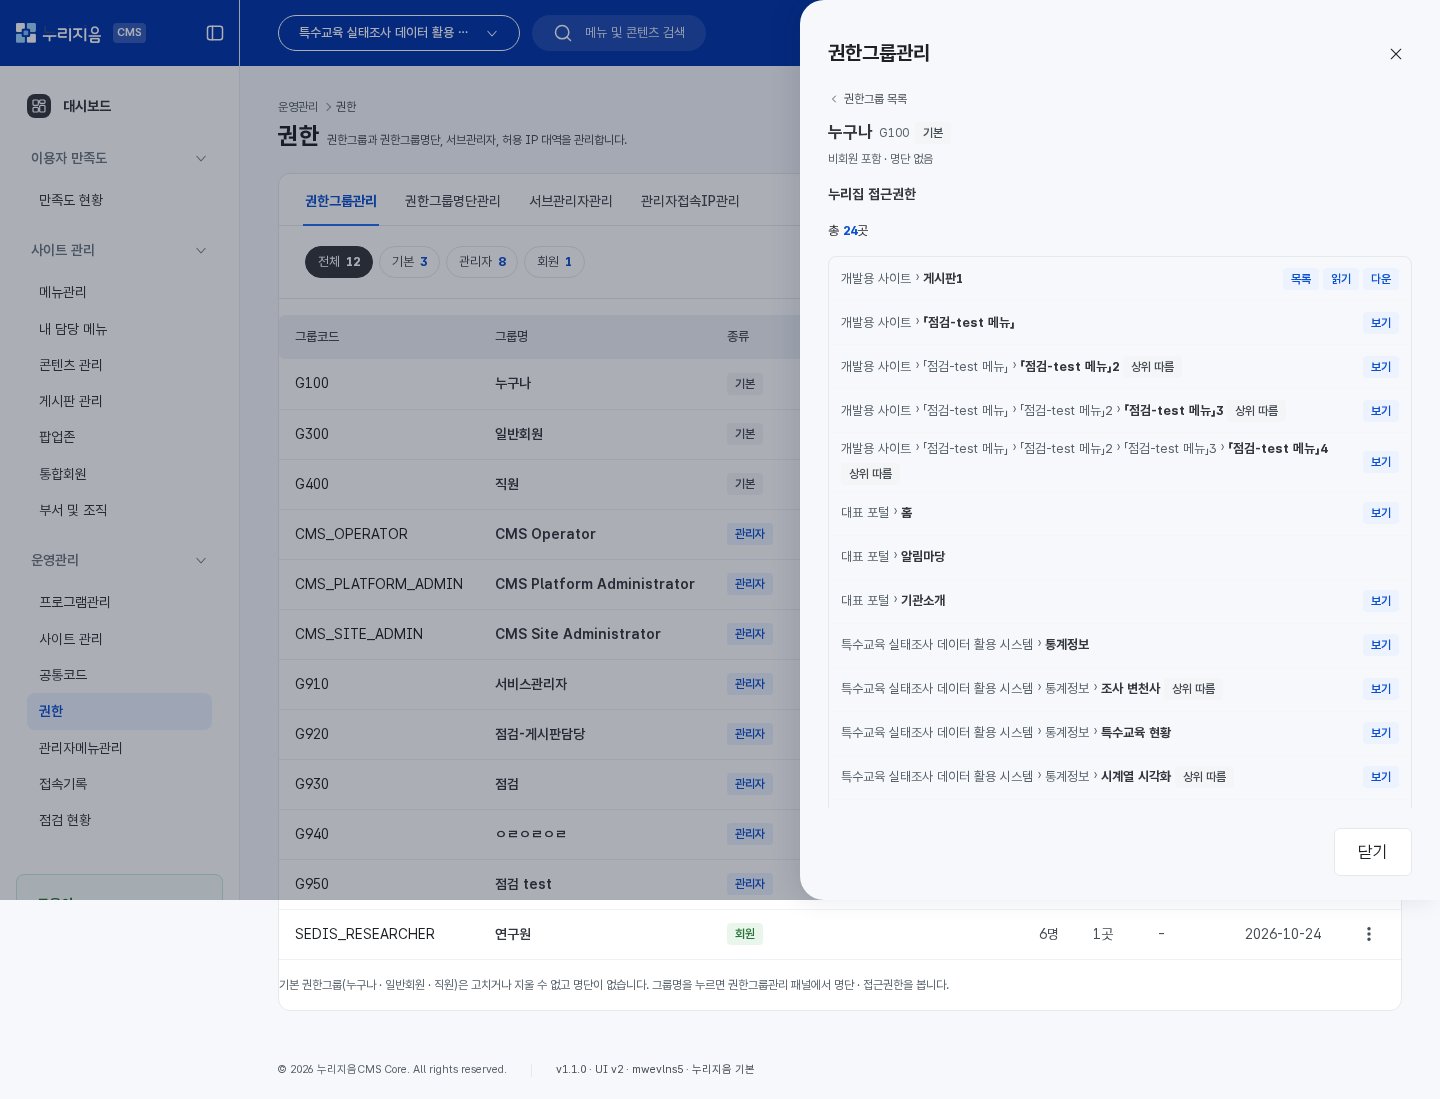 누리지음 CMS
특수교육 실태조사 데이터 활용 ···
메뉴 및 콘텐츠 검색
대시보드
이용자 만족도
만족도 현황
사이트 관리
메뉴관리
내 담당 메뉴
콘텐츠 관리
게시판 관리
팝업존
통합회원
부서 및 조직
운영관리
프로그램관리
사이트 관리
공통코드
권한
관리자메뉴관리
접속기록
점검 현황
운영관리 > 권한
권한 권한그룹과 권한그룹명단, 서브관리자, 허용 IP 대역을 관리합니다.
권한그룹관리 권한그룹명단관리 서브관리자관리 관리자접속IP관리
전체 12 기본 3 관리자 8 회원 1
그룹코드 그룹명 종류
G100 누구나 기본
G300 일반회원 기본
G400 직원 기본
CMS_OPERATOR CMS Operator 관리자
CMS_PLATFORM_ADMIN CMS Platform Administrator 관리자
CMS_SITE_ADMIN CMS Site Administrator 관리자
G910 서비스관리자 관리자
G920 점검-게시판담당 관리자
G930 점검 관리자
G940 ㅇㄹㅇㄹㅇㄹ 관리자
G950 점검 test 관리자
SEDIS_RESEARCHER 연구원 회원 6명 1곳 - 2026-10-24
기본 권한그룹(누구나 · 일반회원 · 직원)은 고치거나 지울 수 없고 명단이 없습니다. 그룹명을 누르면 권한그룹관리 패널에서 명단 · 접근권한을 봅니다.
© 2026 누리지음CMS Core. All rights reserved.
v1.1.0 · UI v2 · mwevlns5 · 누리지음 기본
권한그룹관리
‹ 권한그룹 목록
누구나 G100 기본
비회원 포함 · 명단 없음
누리집 접근권한
총 24곳
개발용 사이트 › 게시판1 목록 읽기 다운
개발용 사이트 › 「점검-test 메뉴」 보기
개발용 사이트 › 「점검-test 메뉴」 › 「점검-test 메뉴」2 상위 따름 보기
개발용 사이트 › 「점검-test 메뉴」 › 「점검-test 메뉴」2 › 「점검-test 메뉴」3 상위 따름 보기
개발용 사이트 › 「점검-test 메뉴」 › 「점검-test 메뉴」2 › 「점검-test 메뉴」3 › 「점검-test 메뉴」4
상위 따름 보기
대표 포털 › 홈 보기
대표 포털 › 알림마당
대표 포털 › 기관소개 보기
특수교육 실태조사 데이터 활용 시스템 › 통계정보 보기
특수교육 실태조사 데이터 활용 시스템 › 통계정보 › 조사 변천사 상위 따름 보기
특수교육 실태조사 데이터 활용 시스템 › 통계정보 › 특수교육 현황 보기
특수교육 실태조사 데이터 활용 시스템 › 통계정보 › 시계열 시각화 상위 따름 보기
닫기